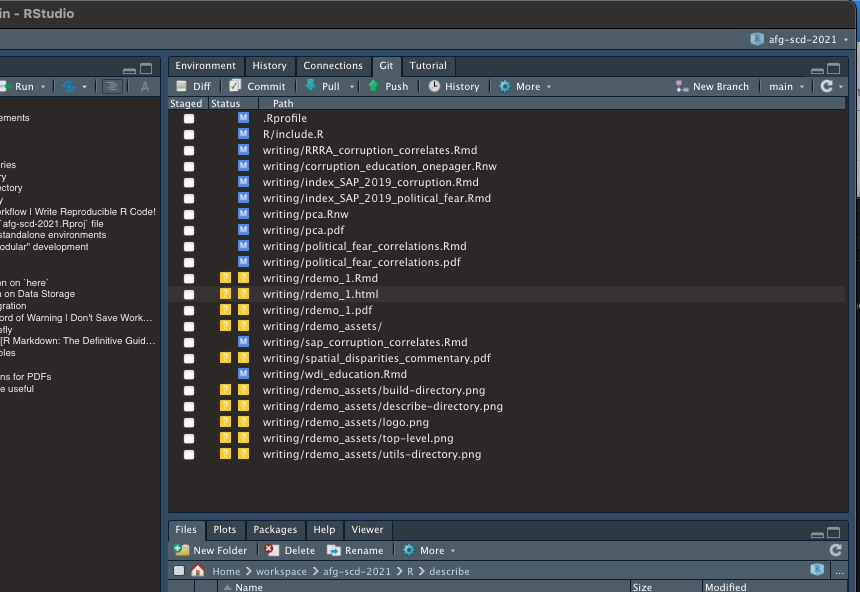 in - RStudio
afg-scd-2021
Environment History Connections Git Tutorial
Run
Diff Commit Pull Push History More New Branch main
Staged Status Path
ements
ries
ry
ectory
y
orkflow | Write Reproducible R Code!
`afg-scd-2021.Rproj` file
standalone environments
nodular" development
on on `here`
n on Data Storage
gration
ord of Warning | Don't Save Work...
efly
[R Markdown: The Definitive Guid...
bles
ns for PDFs
e useful
M .Rprofile
M R/include.R
M writing/RRRA_corruption_correlates.Rmd
M writing/corruption_education_onepager.Rnw
M writing/index_SAP_2019_corruption.Rmd
M writing/index_SAP_2019_political_fear.Rmd
M writing/pca.Rnw
M writing/pca.pdf
M writing/political_fear_correlations.Rmd
M writing/political_fear_correlations.pdf
? ? writing/rdemo_1.Rmd
? ? writing/rdemo_1.html
? ? writing/rdemo_1.pdf
? ? writing/rdemo_assets/
M writing/sap_corruption_correlates.Rmd
? ? writing/spatial_disparities_commentary.pdf
M writing/wdi_education.Rmd
? ? writing/rdemo_assets/build-directory.png
? ? writing/rdemo_assets/describe-directory.png
? ? writing/rdemo_assets/logo.png
? ? writing/rdemo_assets/top-level.png
? ? writing/rdemo_assets/utils-directory.png
Files Plots Packages Help Viewer
New Folder Delete Rename More
Home workspace afg-scd-2021 R describe ...
Name Size Modified